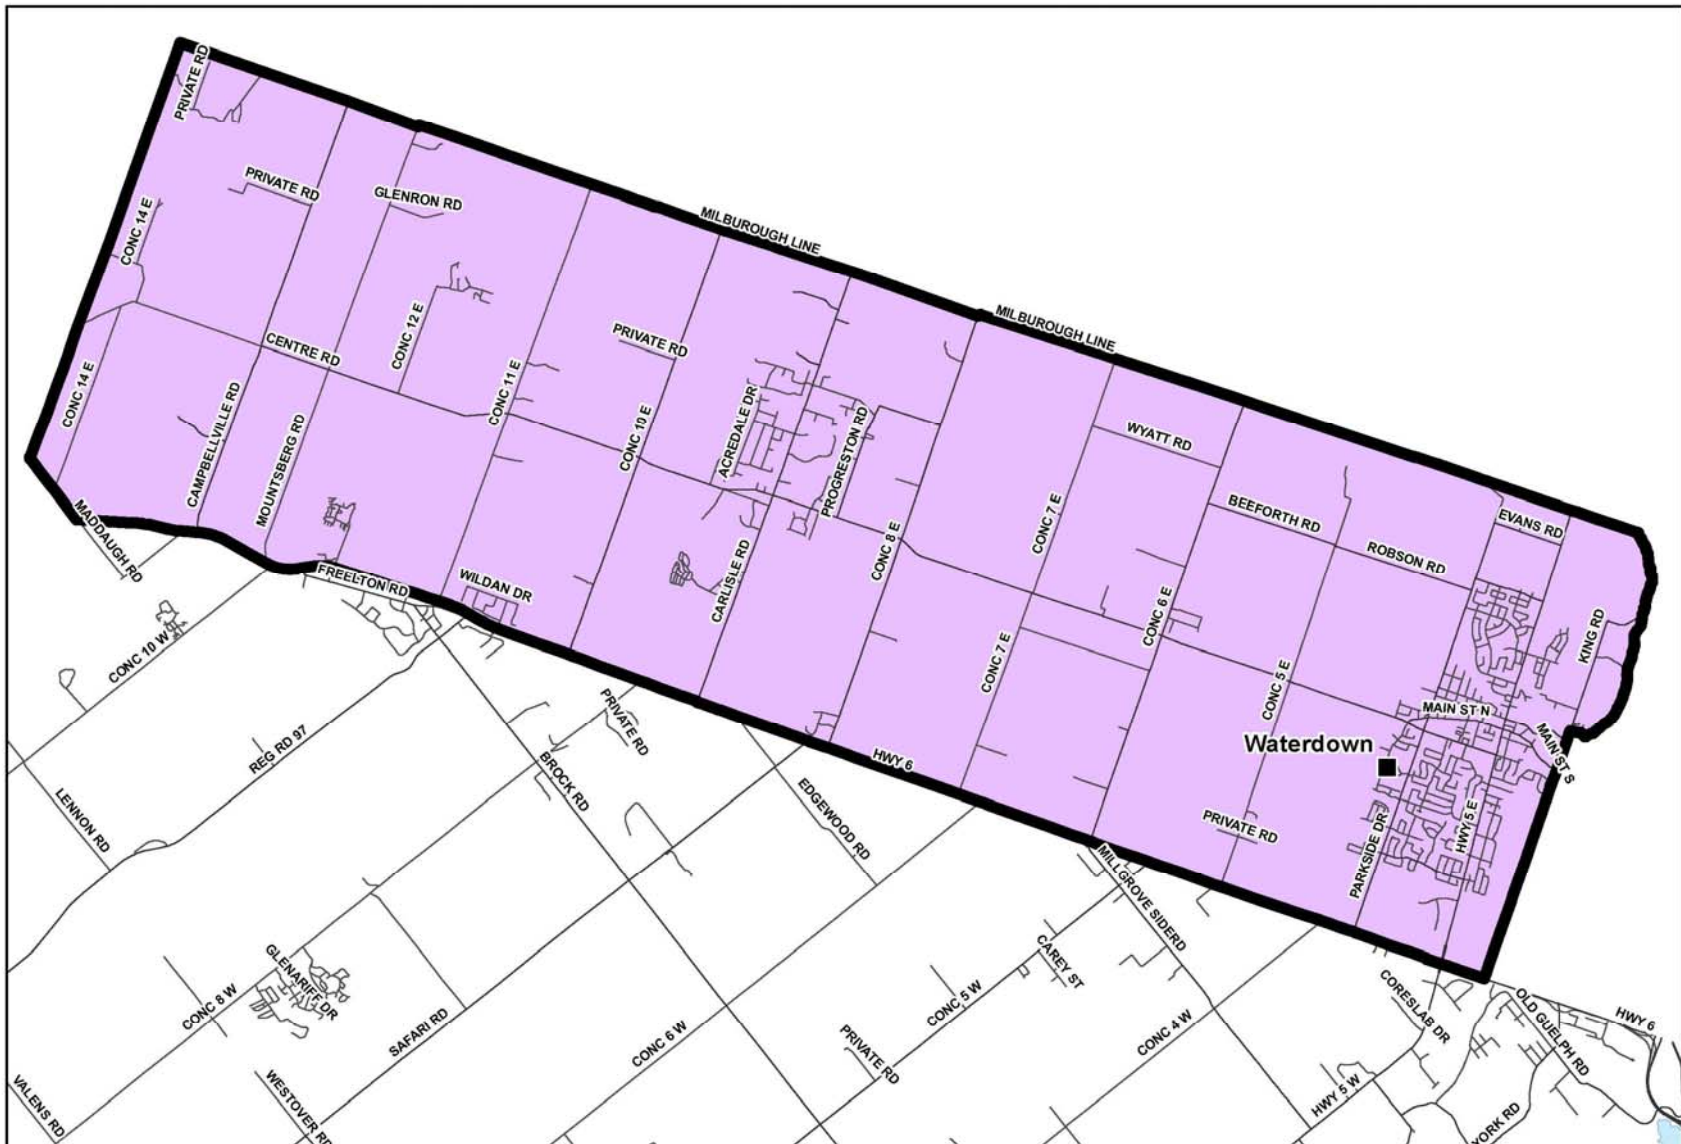 PRIVATE RD
PRIVATE RD
GLENRON RD
CONC 14 E
MILBOROUGH LINE
MILBOROUGH LINE
CENTRE RD
CONC 12 E
PRIVATE RD
CONC 14 E
CAMPBELLVILLE RD
MOUNTSBERG RD
CONC 11 E
CONC 10 E
ACREDALE DR
PROGRESTON RD
WYATT RD
BEEFORTH RD
EVANS RD
ROBSON RD
MADDAUGH RD
FREELTON RD
WILDAN DR
CARLISLE RD
CONC 8 E
CONC 7 E
CONC 7 E
CONC 6 E
CONC 5 E
KING RD
MAIN ST N
MAIN ST S
Waterdown
CONC 10 W
REG RD 97
PRIVATE RD
BROCK RD
HWY 6
EDGEWOOD RD
LENNON RD
PRIVATE RD
PARKSIDE DR
HWY 5 E
MILLGROVE SIDERD
GLENARIFF DR
CONC 8 W
SAFARI RD
CONC 6 W
CONC 5 W
CAREY ST
PRIVATE RD
CONC 4 W
CORESLAB DR
OLD GUELPH RD
HWY 6
VALENS RD
WESTOVER RD
HWY 5 W
YORK RD